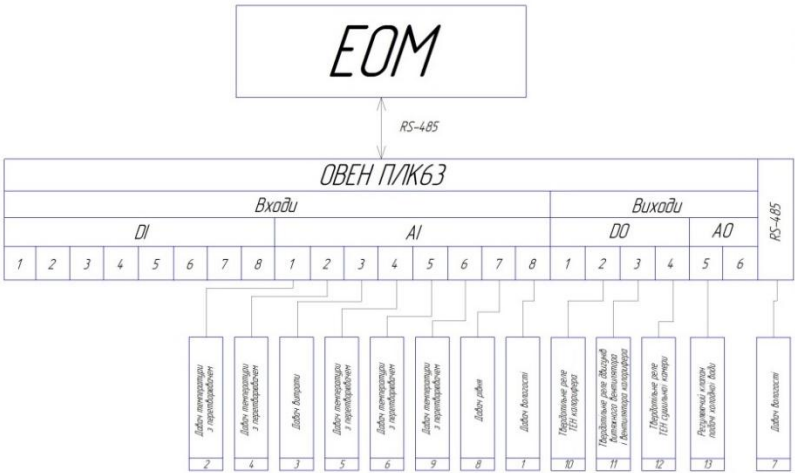 ЕОМ
RS-485
ОВЕН ПЛК63
Входи
Виходи
RS-485
DI
AI
DO
AO
1 2 3 4 5 6 7 8 1 2 3 4 5 6 7 8 1 2 3 4 5 6
Давач температури
з перетворювачем
2
Давач температури
з перетворювачем
4
Давач витрати
3
Давач температури
з перетворювачем
5
Давач температури
з перетворювачем
6
Давач температури
з перетворювачем
9
Давач рівня
8
Давач вологості
1
Твердотільне реле
ТЕН калорифера
10
Твердотільне реле двигунів
витяжного вентилятора
і вентилятора калорифера
11
Твердотільне реле
ТЕН сушильної камери
12
Регулюючий клапан
подачі холодної води
13
Давач вологості
7